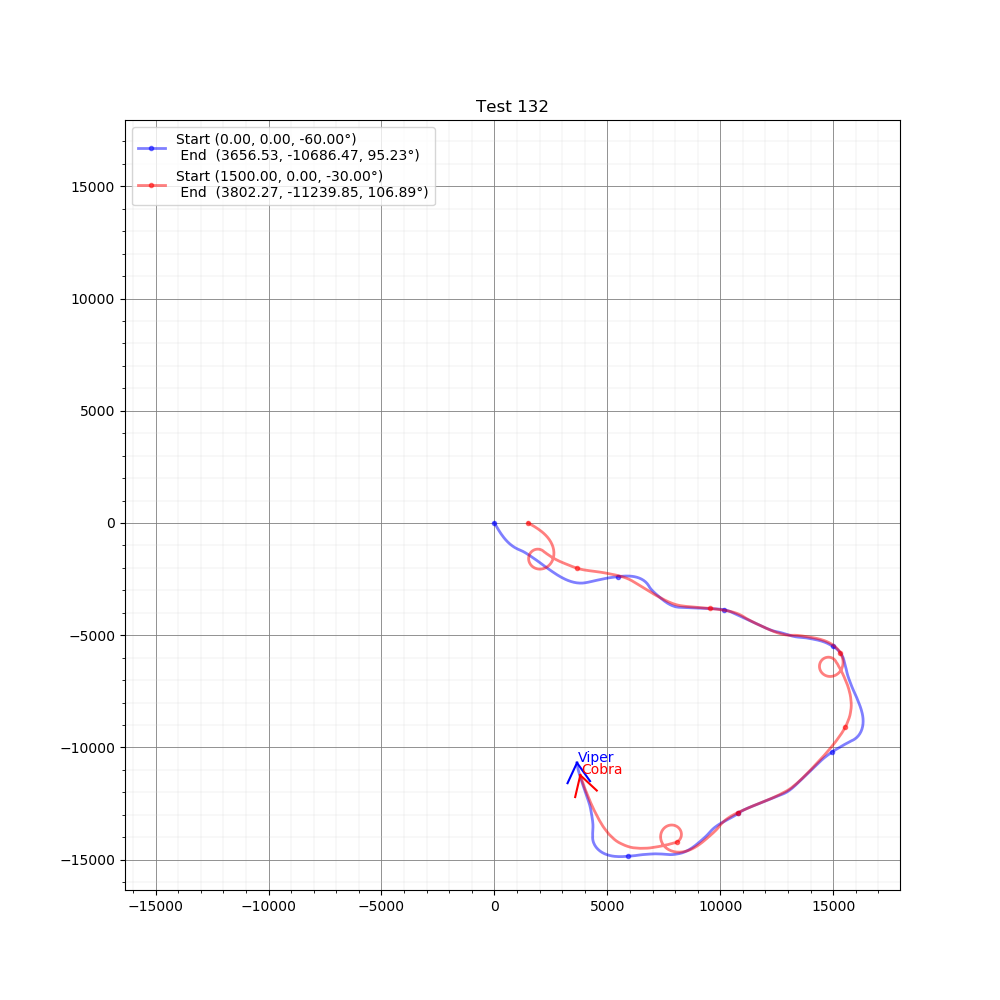 Test 132
Start (0.00, 0.00, -60.00°)
End  (3656.53, -10686.47, 95.23°)
Start (1500.00, 0.00, -30.00°)
End  (3802.27, -11239.85, 106.89°)
15000
10000
5000
0
−5000
−10000
−15000
Viper
Cobra
−15000 −10000 −5000 0 5000 10000 15000